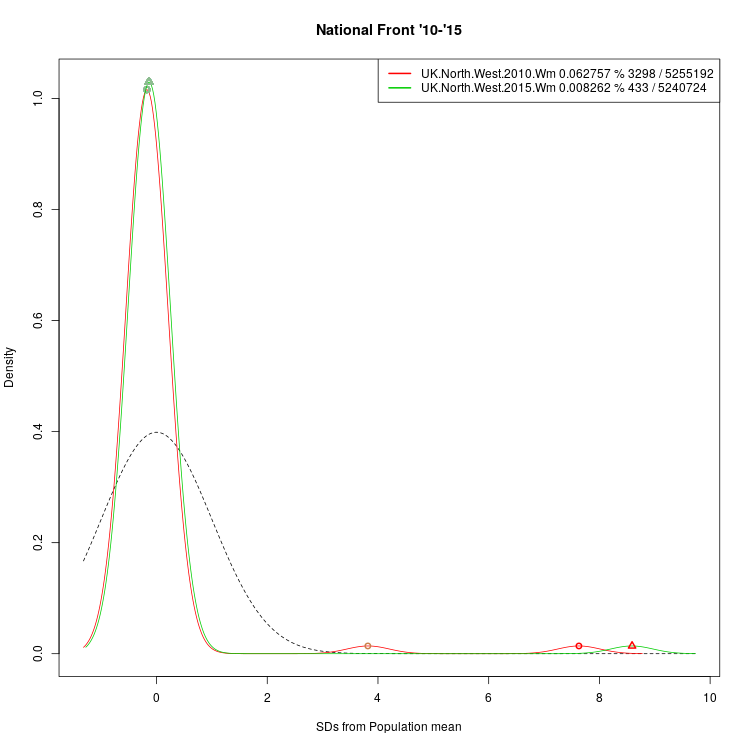 National Front '10-'15
UK.North.West.2010.Wm 0.062757 % 3298 / 5255192
UK.North.West.2015.Wm 0.008262 % 433 / 5240724
1.0
0.8
0.6
0.4
0.2
0.0
Density
0 2 4 6 8 10
SDs from Population mean